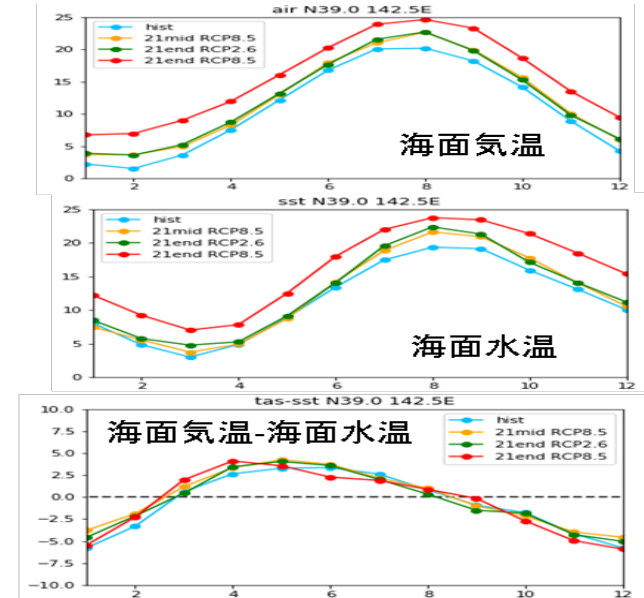 air N39.0 142.5E
25
20
15
10
5
0
hist
21mid RCP8.5
21end RCP2.6
21end RCP8.5
海面気温
2 4 6 8 10 12
sst N39.0 142.5E
25
20
15
10
5
0
hist
21mid RCP8.5
21end RCP2.6
21end RCP8.5
海面水温
2 4 6 8 10 12
tas-sst N39.0 142.5E
10.0
7.5
5.0
2.5
0.0
−2.5
−5.0
−7.5
−10.0
海面気温-海面水温
hist
21mid RCP8.5
21end RCP2.6
21end RCP8.5
2 4 6 8 10 12